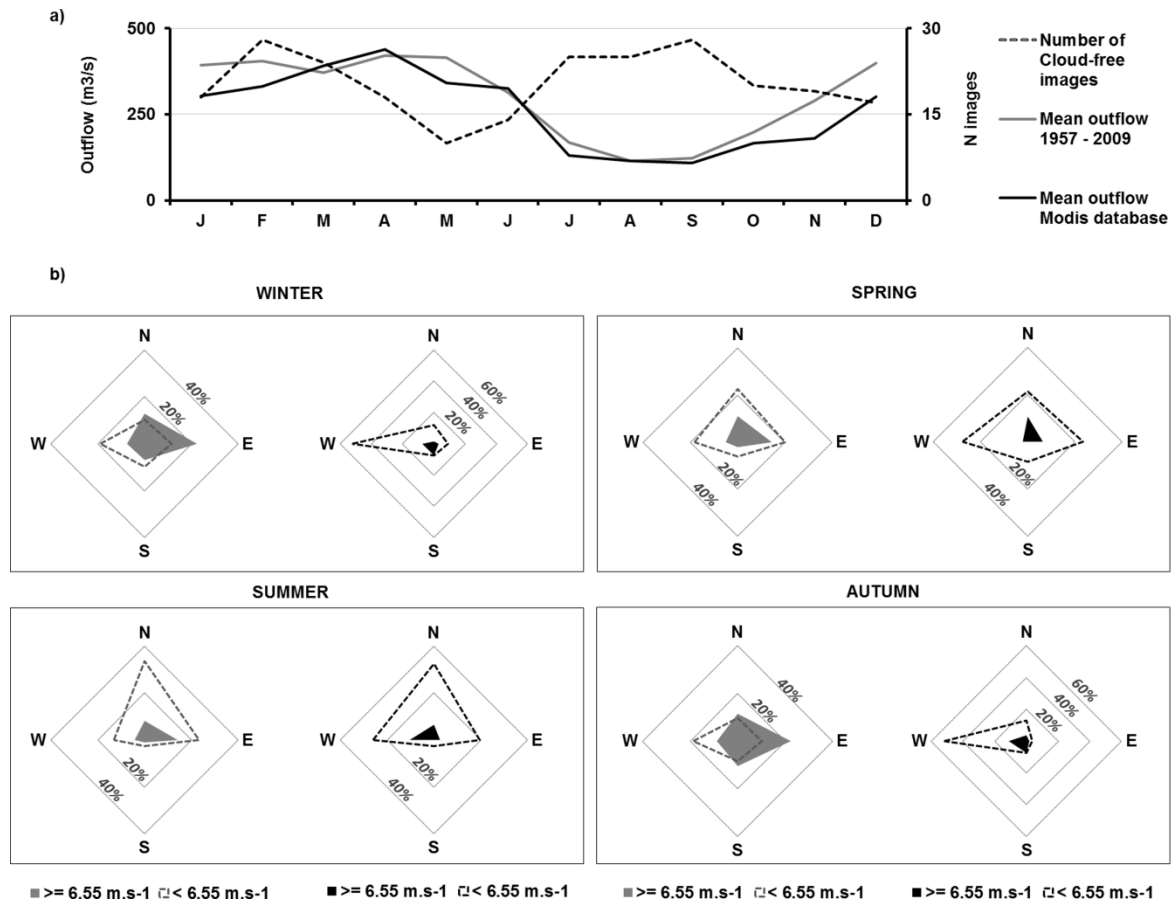 a)
500
250
0
Outflow (m3/s)
30
15
0
N images
J F M A M J J A S O N D
Number of
Cloud-free
images
Mean outflow
1957 - 2009
Mean outflow
Modis database
b)
WINTER
N
W
E
S
20%
40%
N
W
E
S
20%
40%
60%
SPRING
N
W
E
S
20%
40%
N
W
E
S
20%
40%
SUMMER
N
W
E
S
20%
40%
N
W
E
S
20%
40%
AUTUMN
N
W
E
S
20%
40%
N
W
E
S
20%
40%
60%
>= 6.55 m.s-1 < 6.55 m.s-1 >= 6.55 m.s-1 < 6.55 m.s-1 >= 6.55 m.s-1 < 6.55 m.s-1 >= 6.55 m.s-1 < 6.55 m.s-1